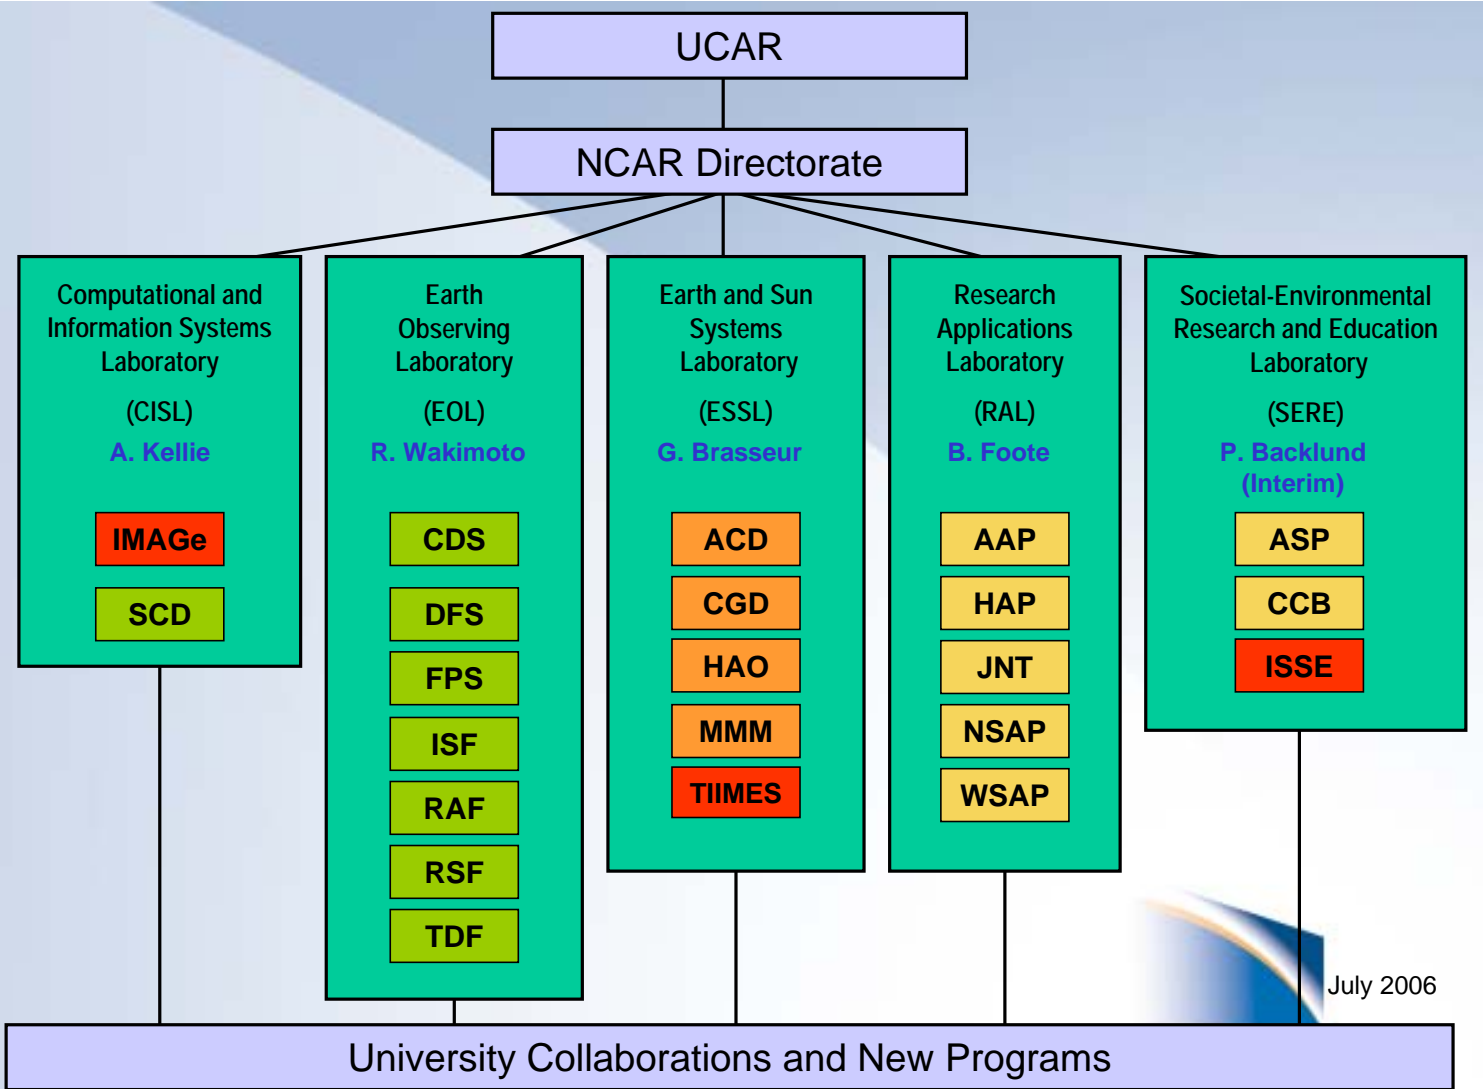 UCAR
NCAR Directorate
Computational and
Information Systems
Laboratory
(CISL)
A. Kellie
IMAGe
SCD
Earth
Observing
Laboratory
(EOL)
R. Wakimoto
CDS
DFS
FPS
ISF
RAF
RSF
TDF
Earth and Sun
Systems
Laboratory
(ESSL)
G. Brasseur
ACD
CGD
HAO
MMM
TIIMES
Research
Applications
Laboratory
(RAL)
B. Foote
AAP
HAP
JNT
NSAP
WSAP
Societal-Environmental
Research and Education
Laboratory
(SERE)
P. Backlund
(Interim)
ASP
CCB
ISSE
July 2006
University Collaborations and New Programs